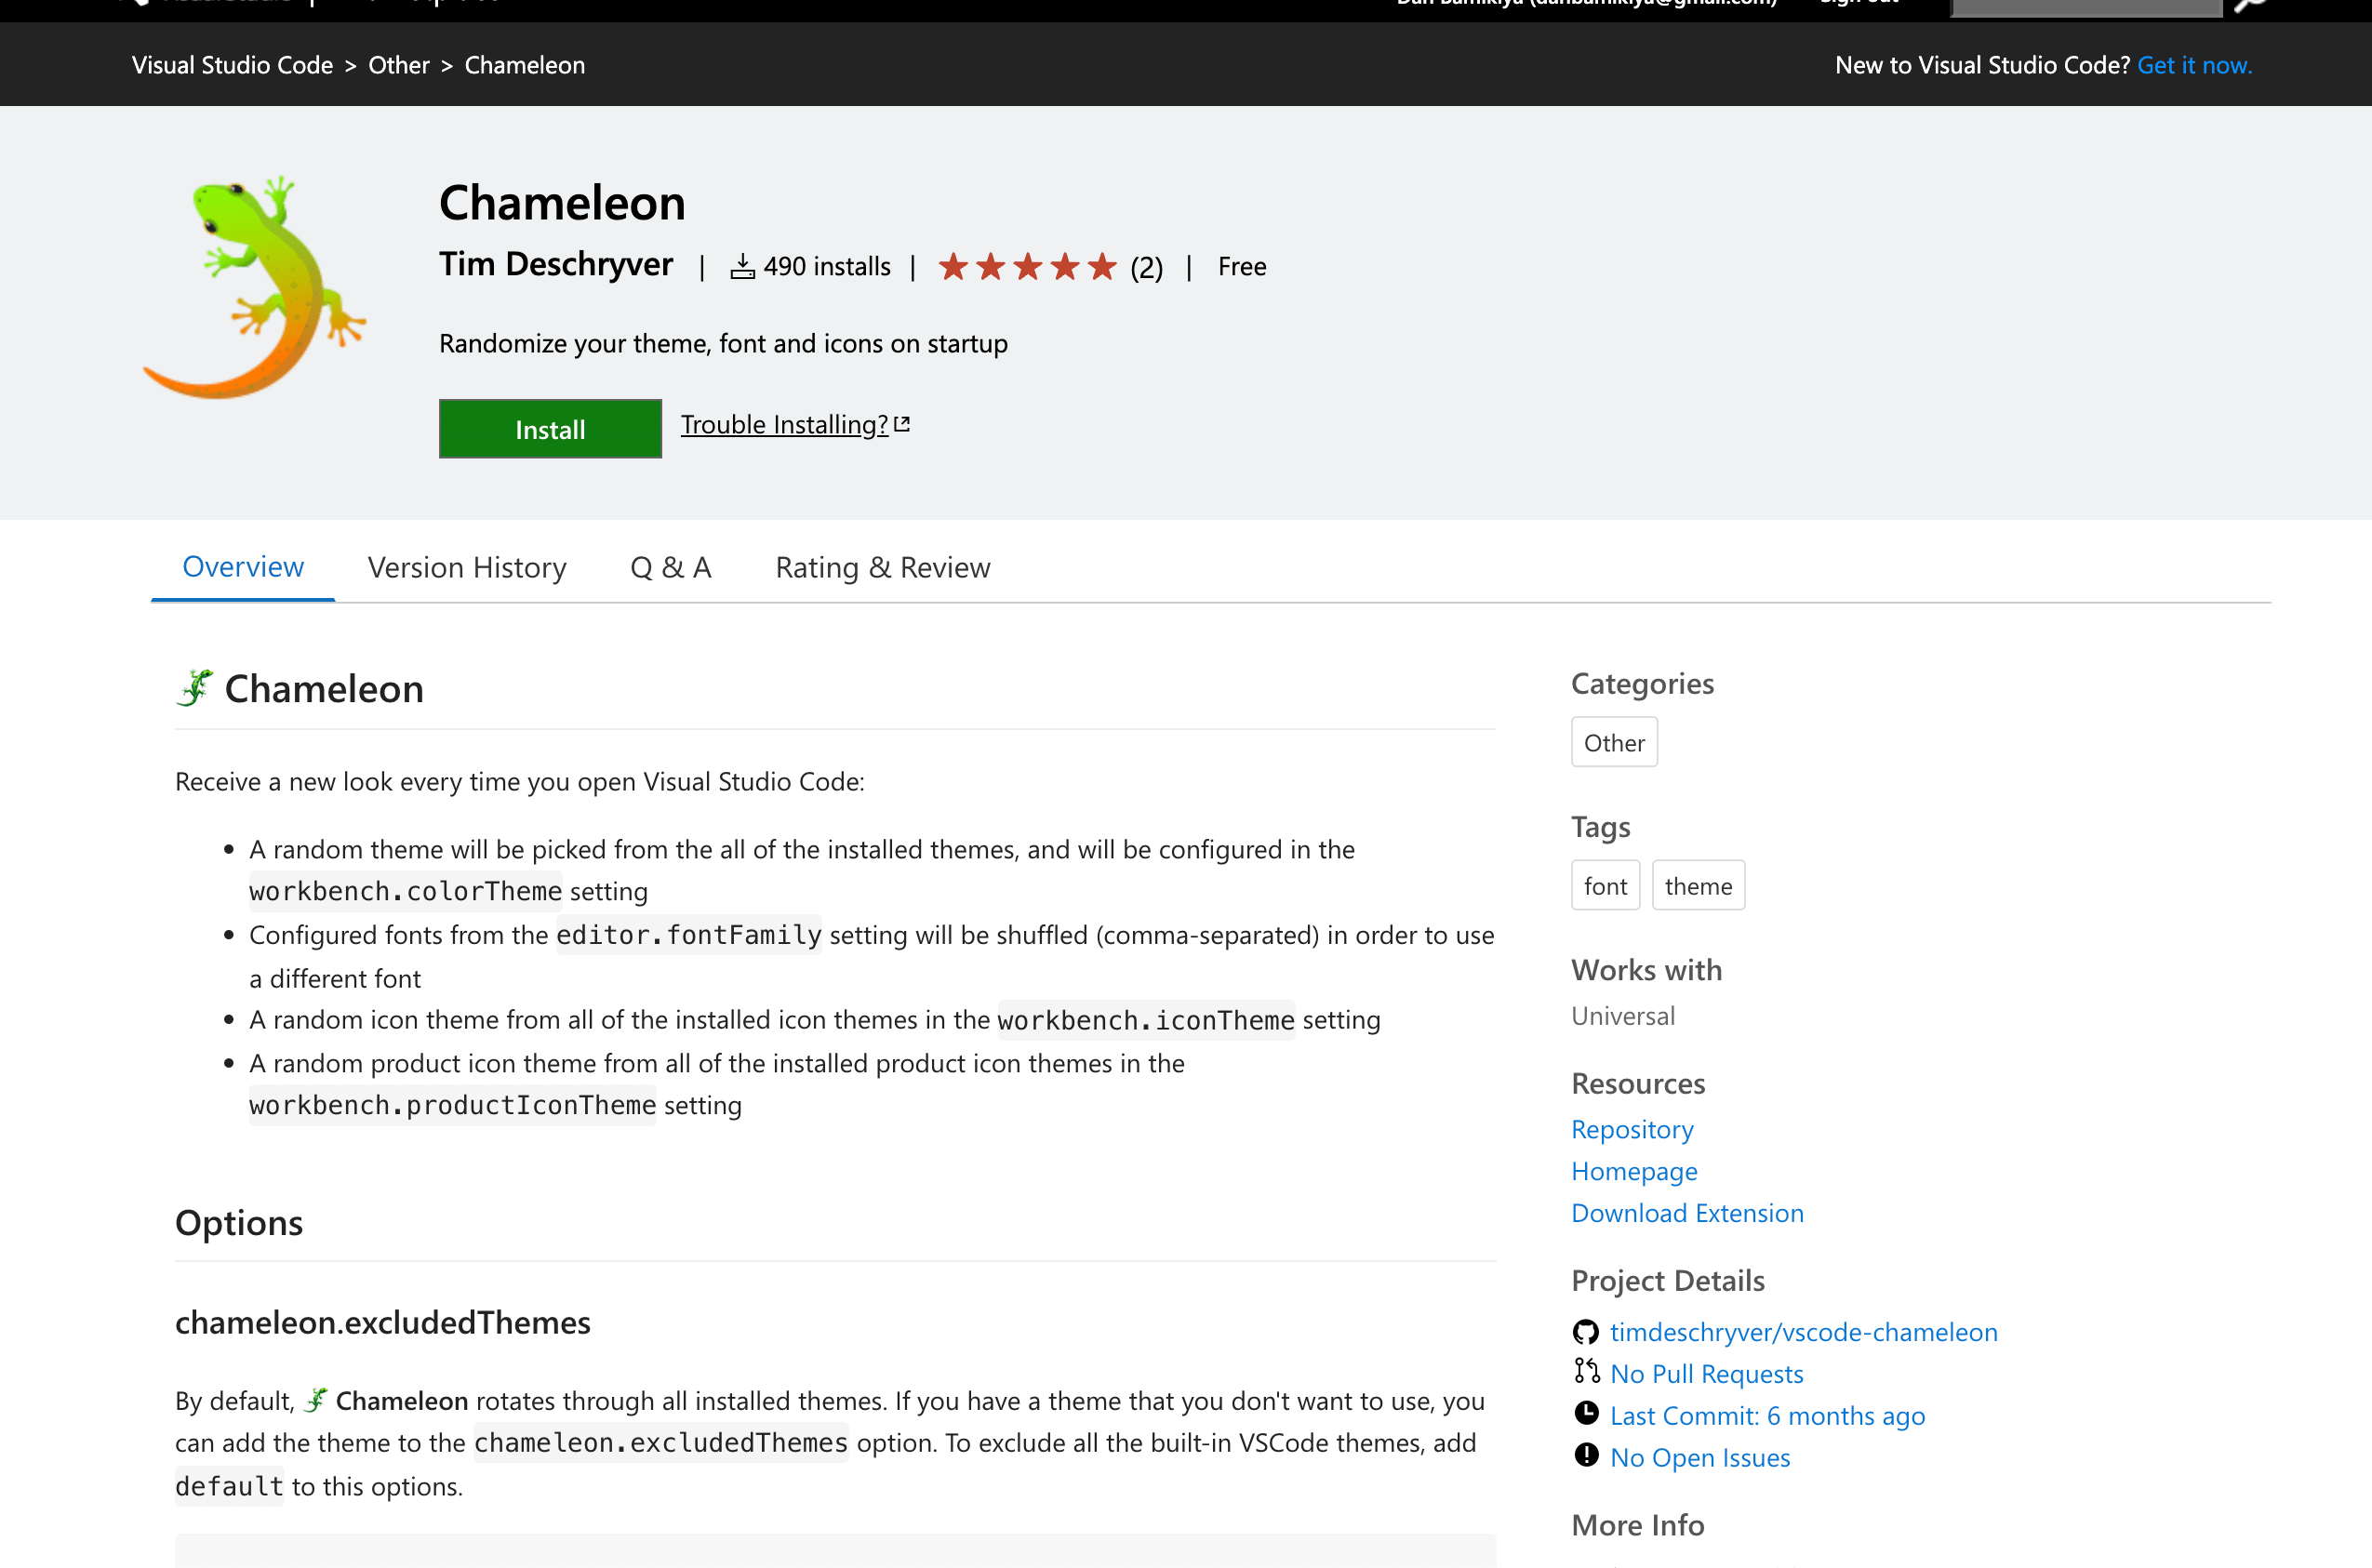 Visual Studio Code > Other > Chameleon
New to Visual Studio Code? Get it now.
Chameleon
Tim Deschryver | 490 installs | (2) | Free
Randomize your theme, font and icons on startup
Install Trouble Installing?
Overview Version History Q & A Rating & Review
Chameleon
Receive a new look every time you open Visual Studio Code:
• A random theme will be picked from the all of the installed themes, and will be configured in the
workbench.colorTheme setting
• Configured fonts from the editor.fontFamily setting will be shuffled (comma-separated) in order to use
a different font
• A random icon theme from all of the installed icon themes in the workbench.iconTheme setting
• A random product icon theme from all of the installed product icon themes in the
workbench.productIconTheme setting
Options
chameleon.excludedThemes
By default, Chameleon rotates through all installed themes. If you have a theme that you don't want to use, you
can add the theme to the chameleon.excludedThemes option. To exclude all the built-in VSCode themes, add
default to this options.
Categories
Other
Tags
font theme
Works with
Universal
Resources
Repository
Homepage
Download Extension
Project Details
timdeschryver/vscode-chameleon
No Pull Requests
Last Commit: 6 months ago
No Open Issues
More Info